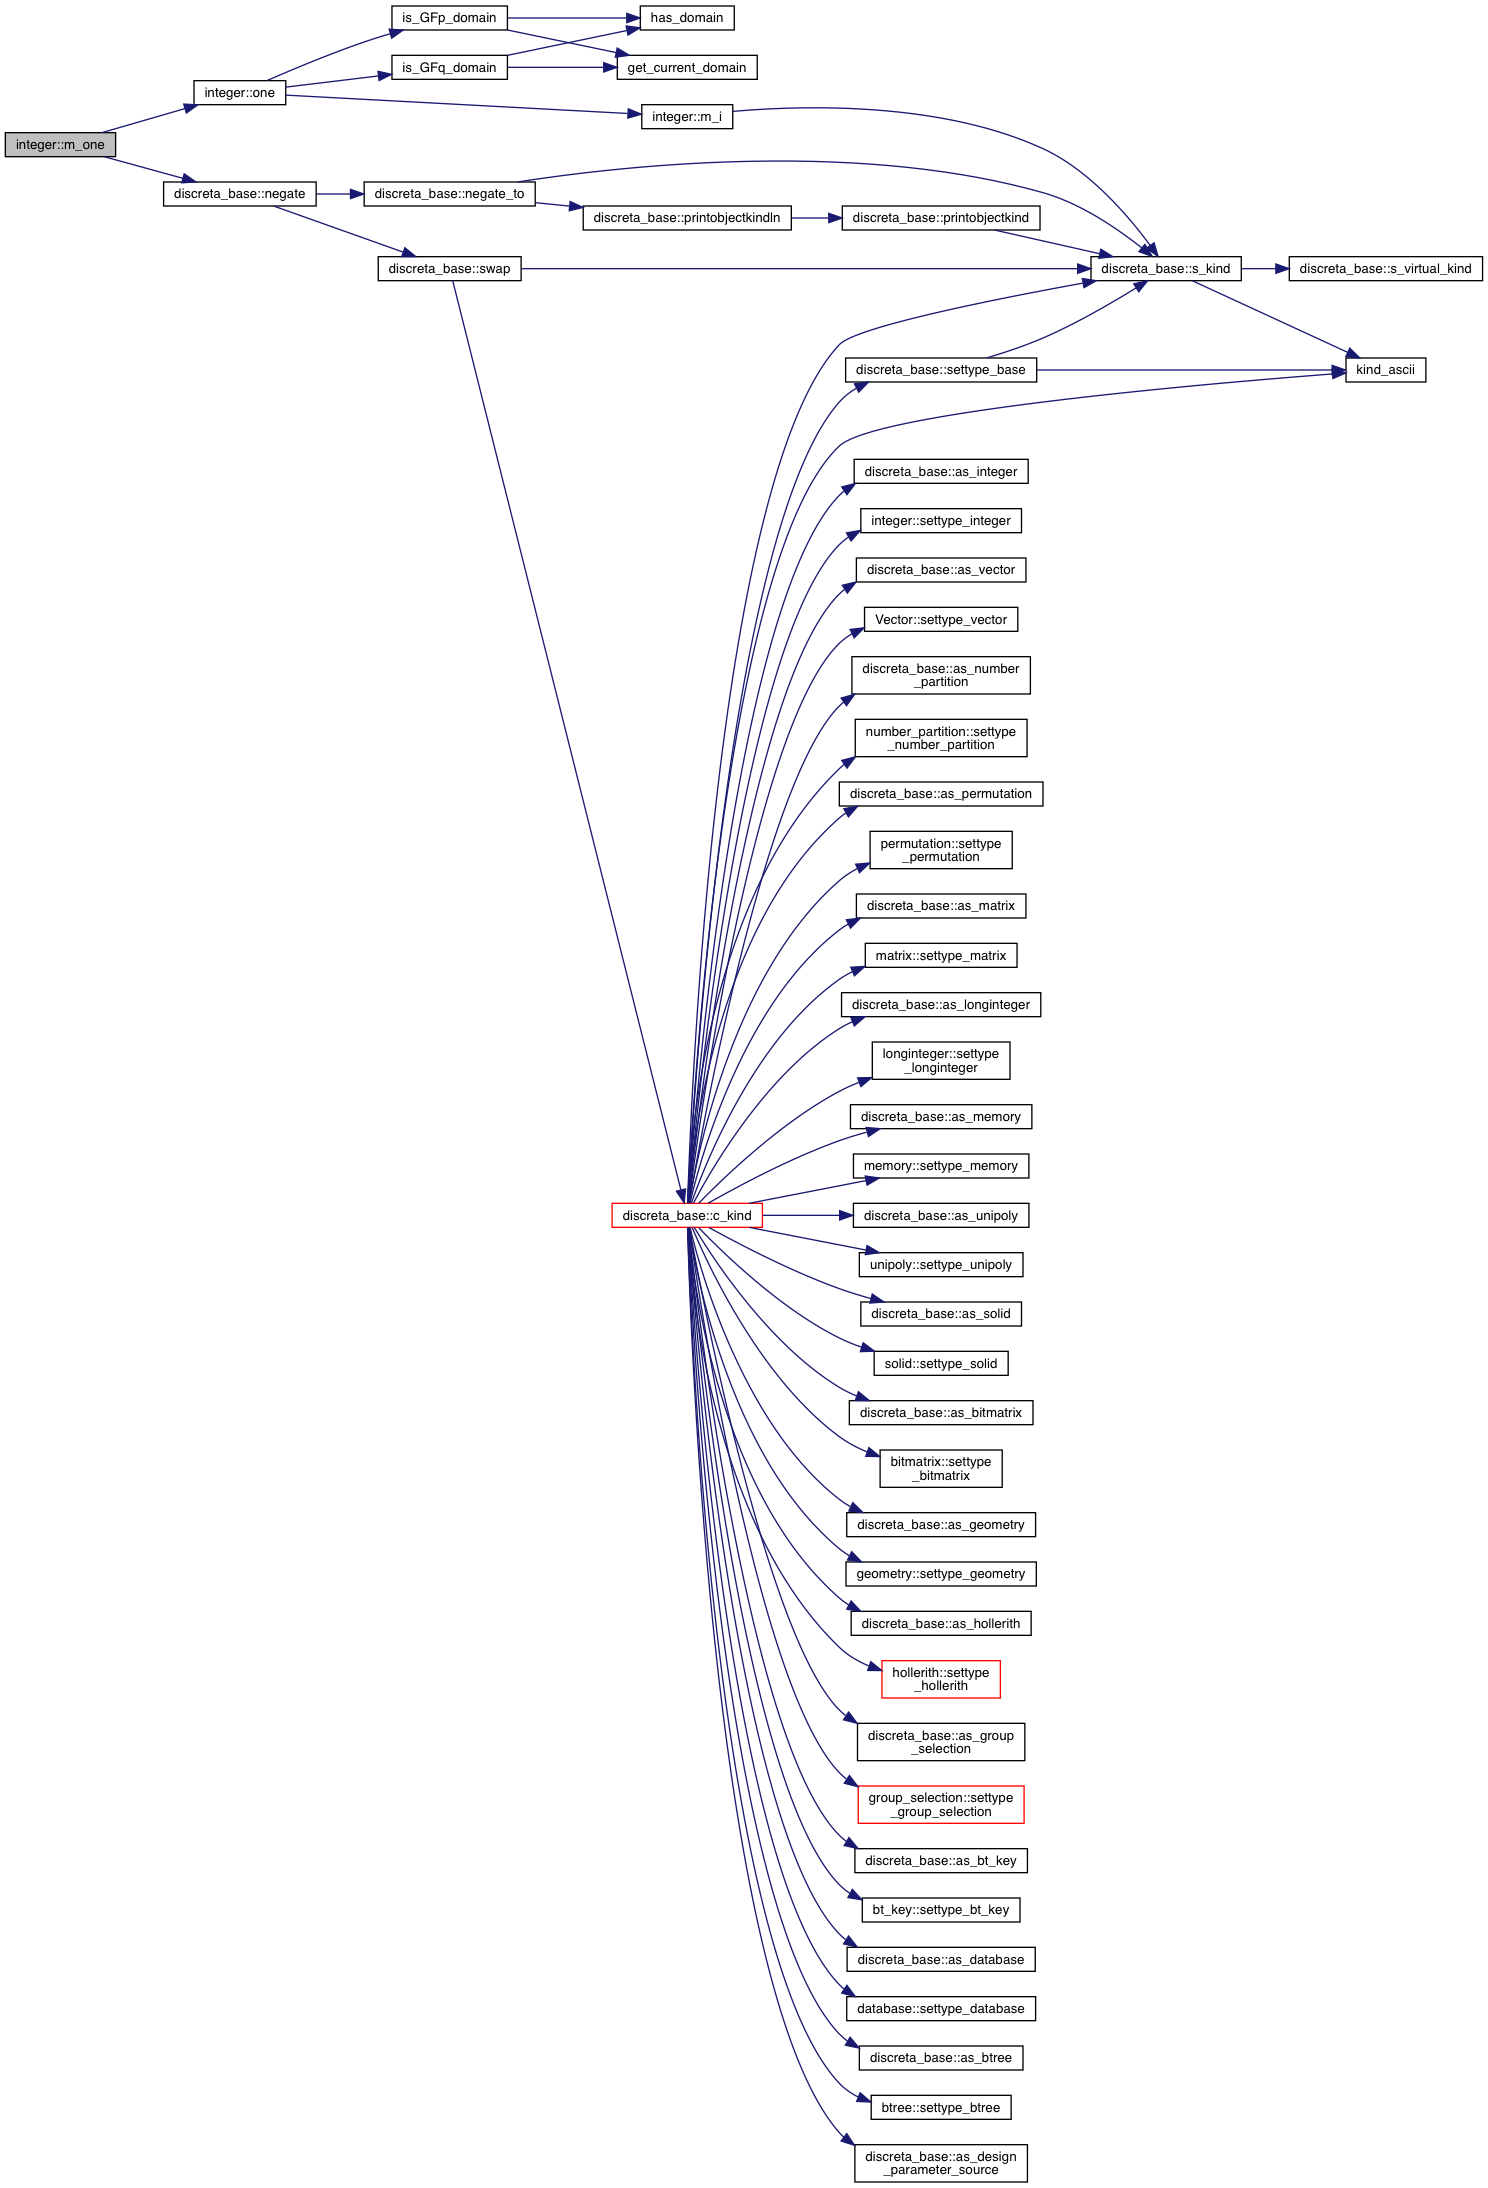 is_GFp_domain
has_domain
is_GFq_domain
get_current_domain
integer::one
integer::m_i
integer::m_one
discreta_base::negate
discreta_base::negate_to
discreta_base::printobjectkindln
discreta_base::printobjectkind
discreta_base::swap
discreta_base::s_kind
discreta_base::s_virtual_kind
discreta_base::settype_base
kind_ascii
discreta_base::as_integer
integer::settype_integer
discreta_base::as_vector
Vector::settype_vector
discreta_base::as_number
_partition
number_partition::settype
_number_partition
discreta_base::as_permutation
permutation::settype
_permutation
discreta_base::as_matrix
matrix::settype_matrix
discreta_base::as_longinteger
longinteger::settype
_longinteger
discreta_base::as_memory
memory::settype_memory
discreta_base::c_kind
discreta_base::as_unipoly
unipoly::settype_unipoly
discreta_base::as_solid
solid::settype_solid
discreta_base::as_bitmatrix
bitmatrix::settype
_bitmatrix
discreta_base::as_geometry
geometry::settype_geometry
discreta_base::as_hollerith
hollerith::settype
_hollerith
discreta_base::as_group
_selection
group_selection::settype
_group_selection
discreta_base::as_bt_key
bt_key::settype_bt_key
discreta_base::as_database
database::settype_database
discreta_base::as_btree
btree::settype_btree
discreta_base::as_design
_parameter_source